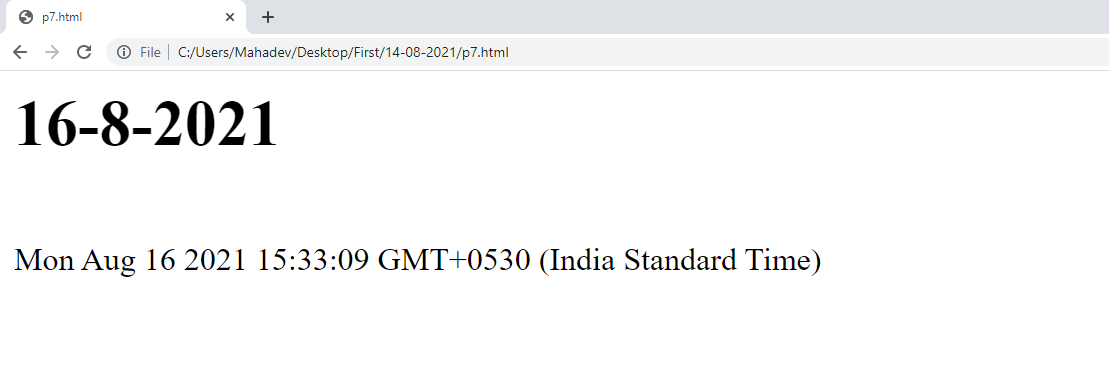 p7.html
File | C:/Users/Mahadev/Desktop/First/14-08-2021/p7.html
16-8-2021
Mon Aug 16 2021 15:33:09 GMT+0530 (India Standard Time)